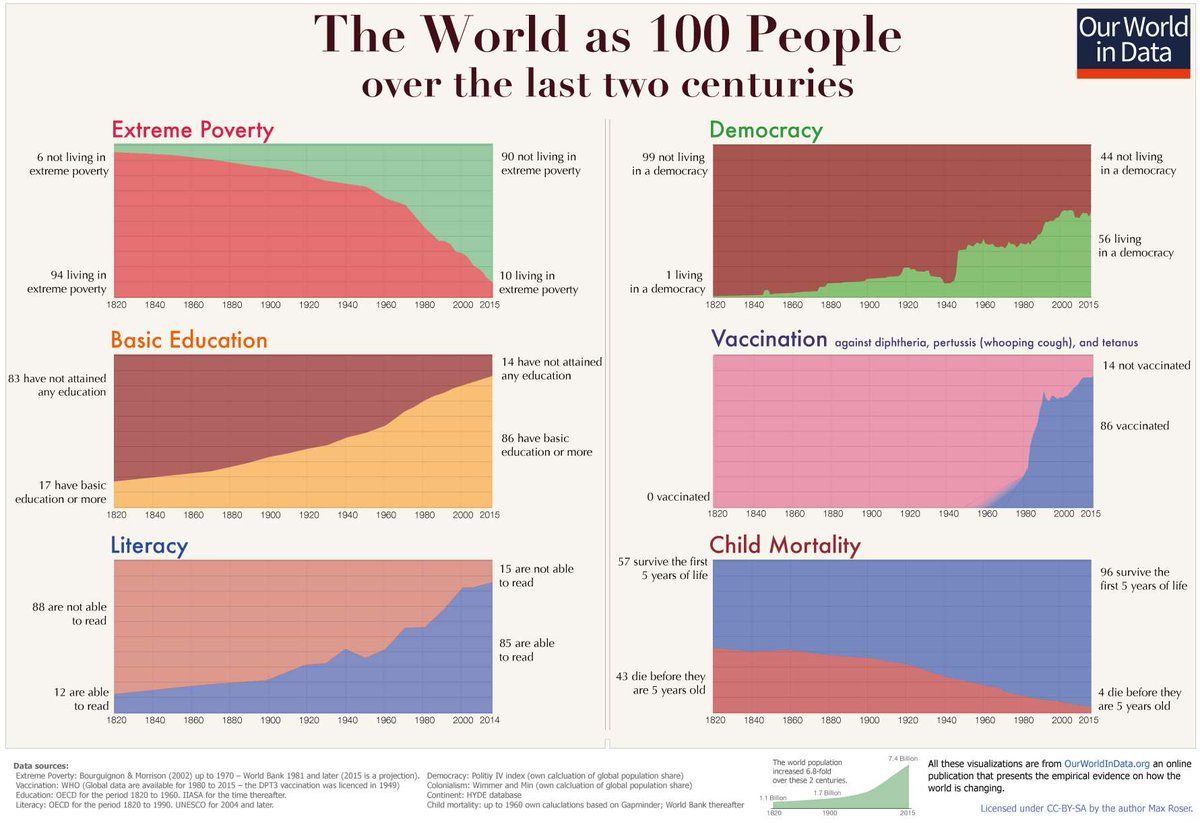 The World as 100 People
over the last two centuries
Our World
in Data
Extreme Poverty
6 not living in
extreme poverty
94 living in
extreme poverty
90 not living in
extreme poverty
10 living in
extreme poverty
1820 1840 1860 1880 1900 1920 1940 1960 1980 2000 2015
Democracy
99 not living
in a democracy
1 living
in a democracy
44 not living
in a democracy
56 living
in a democracy
1820 1840 1860 1880 1900 1920 1940 1960 1980 2000 2015
Basic Education
83 have not attained
any education
17 have basic
education or more
14 have not attained
any education
86 have basic
education or more
1820 1840 1860 1880 1900 1920 1940 1960 1980 2000 2015
Vaccination against diphtheria, pertussis (whooping cough), and tetanus
0 vaccinated
14 not vaccinated
86 vaccinated
1820 1840 1860 1880 1900 1920 1940 1960 1980 2000 2015
Literacy
88 are not able
to read
12 are able
to read
15 are not able
to read
85 are able
to read
1820 1840 1860 1880 1900 1920 1940 1960 1980 2000 2014
Child Mortality
57 survive the first
5 years of life
43 die before they
are 5 years old
96 survive the
first 5 years of life
4 die before they
are 5 years old
1820 1840 1860 1880 1900 1920 1940 1960 1980 2000 2015
Data sources:
Extreme Poverty: Bourguignon & Morrison (2002) up to 1970 – World Bank 1981 and later (2015 is a projection).
Vaccination: WHO (Global data are available for 1980 to 2015 – the DPT3 vaccination was licenced in 1949)
Education: OECD for the period 1820 to 1960. IIASA for the time thereafter.
Literacy: OECD for the period 1820 to 1990. UNESCO for 2004 and later.
Democracy: Politiy IV index (own calculation of global population share)
Colonialism: Wimmer and Min (own calculation of global population share)
Continent: HYDE database
Child mortality: up to 1960 own calculations based on Gapminder; World Bank thereafter
The world population
increased 6.8-fold
over these 2 centuries.
1.1 Billion
1.7 Billion
7.4 Billion
1820 1900 2015
All these visualizations are from OurWorldInData.org an online
publication that presents the empirical evidence on how the
world is changing.
Licensed under CC-BY-SA by the author Max Roser.